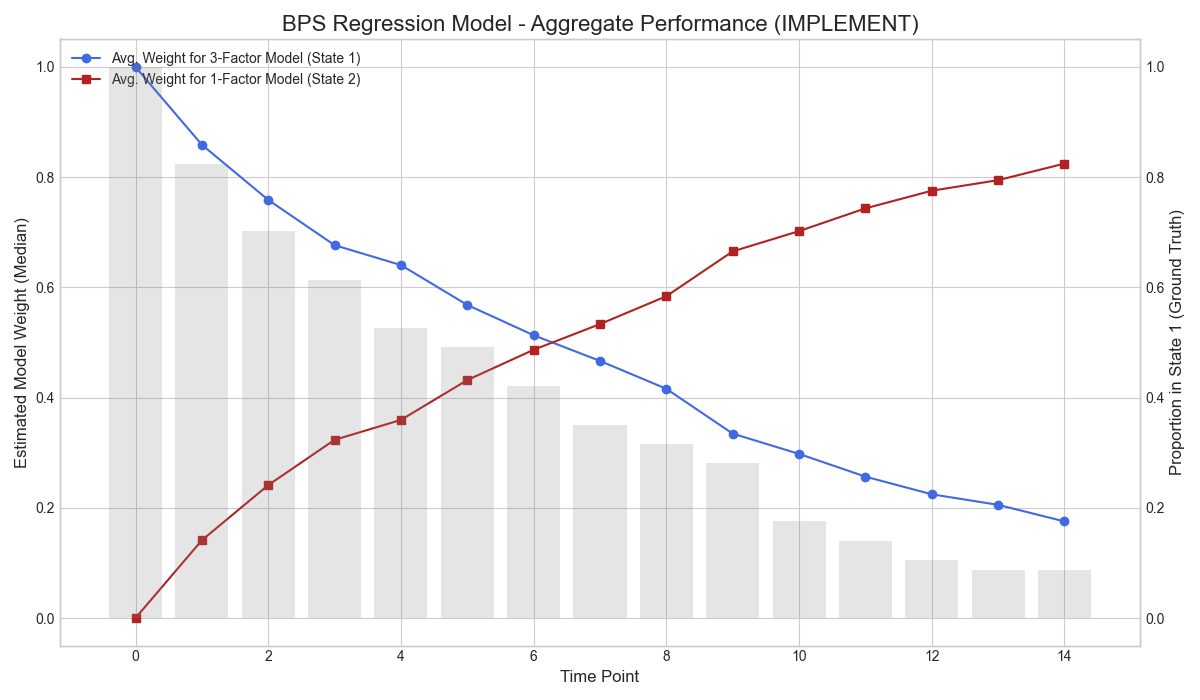 BPS Regression Model - Aggregate Performance (IMPLEMENT)
Avg. Weight for 3-Factor Model (State 1)
Avg. Weight for 1-Factor Model (State 2)
Estimated Model Weight (Median)
1.0
0.8
0.6
0.4
0.2
0.0
1.0
0.8
0.6
0.4
0.2
0.0
Proportion in State 1 (Ground Truth)
0 2 4 6 8 10 12 14
Time Point